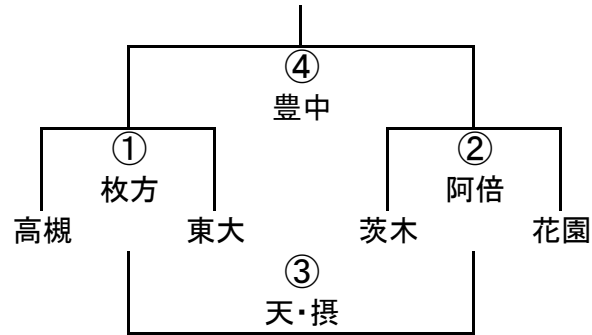 ④
豊中
① ②
枚方 阿倍
高槻 東大 茨木 花園
③
天・摂